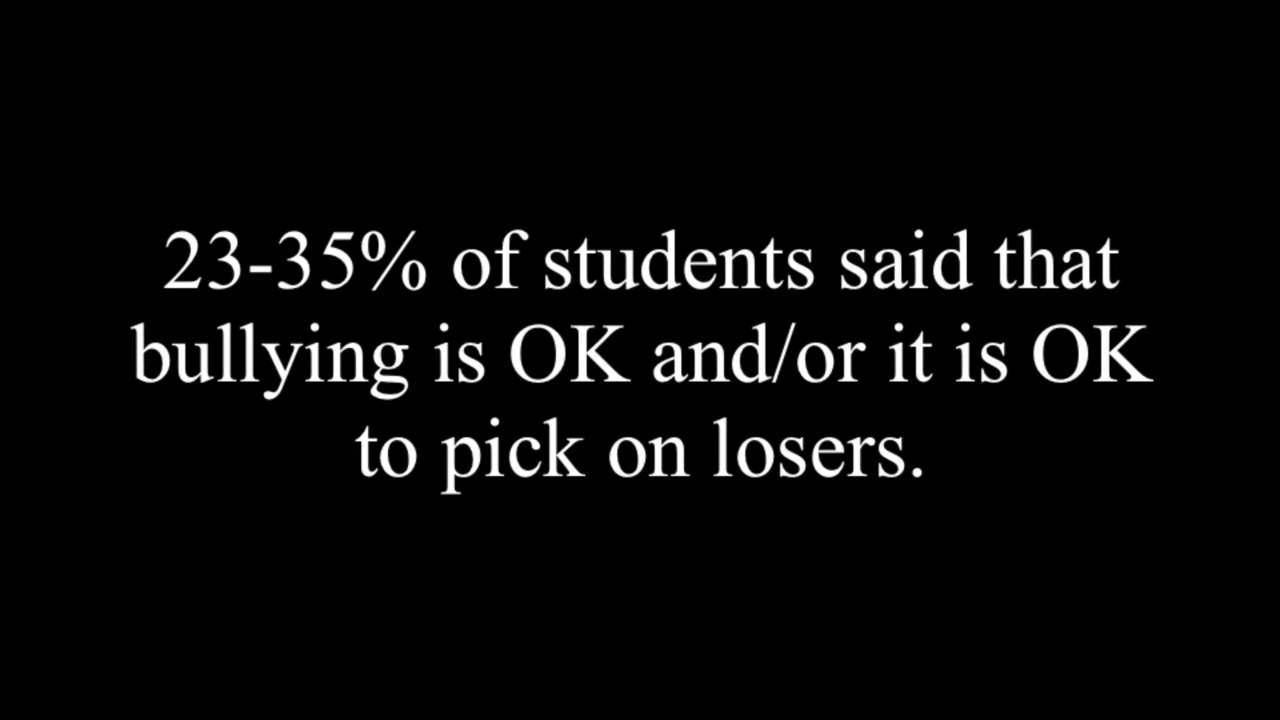 23-35% of students said that
bullying is OK and/or it is OK
to pick on losers.